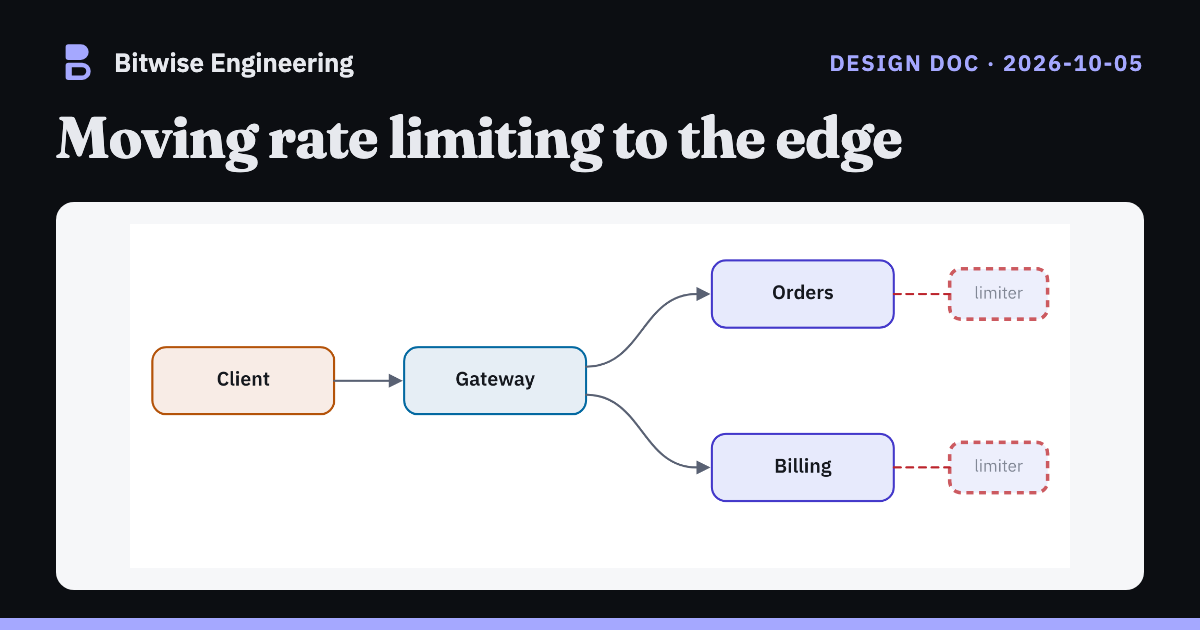 Bitwise Engineering
DESIGN DOC · 2026-10-05
Moving rate limiting to the edge
Orders
limiter
Client
Gateway
Billing
limiter